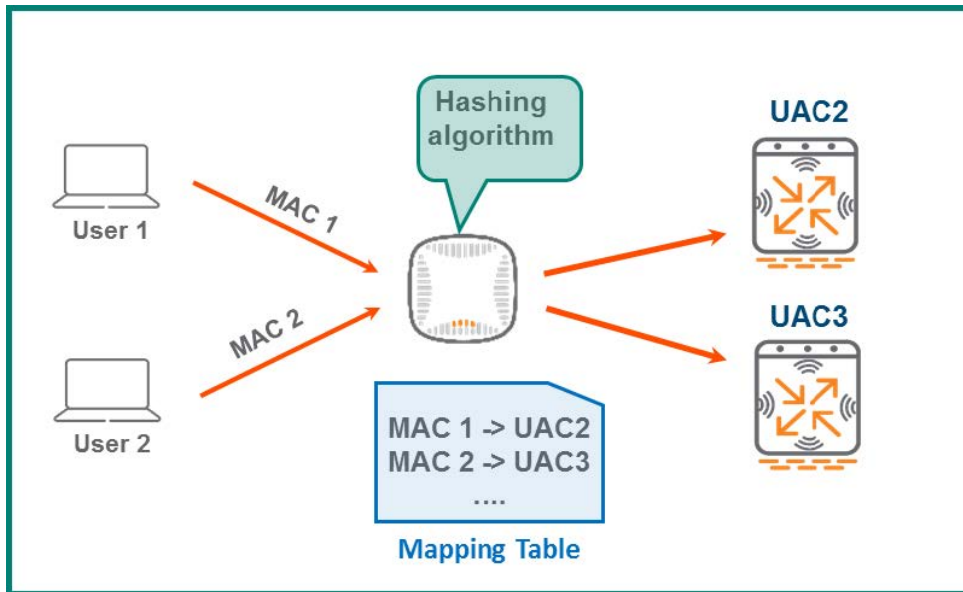 Hashing
algorithm
UAC2
User 1
MAC 1
MAC 2
UAC3
User 2
MAC 1 -> UAC2
MAC 2 -> UAC3
....
Mapping Table